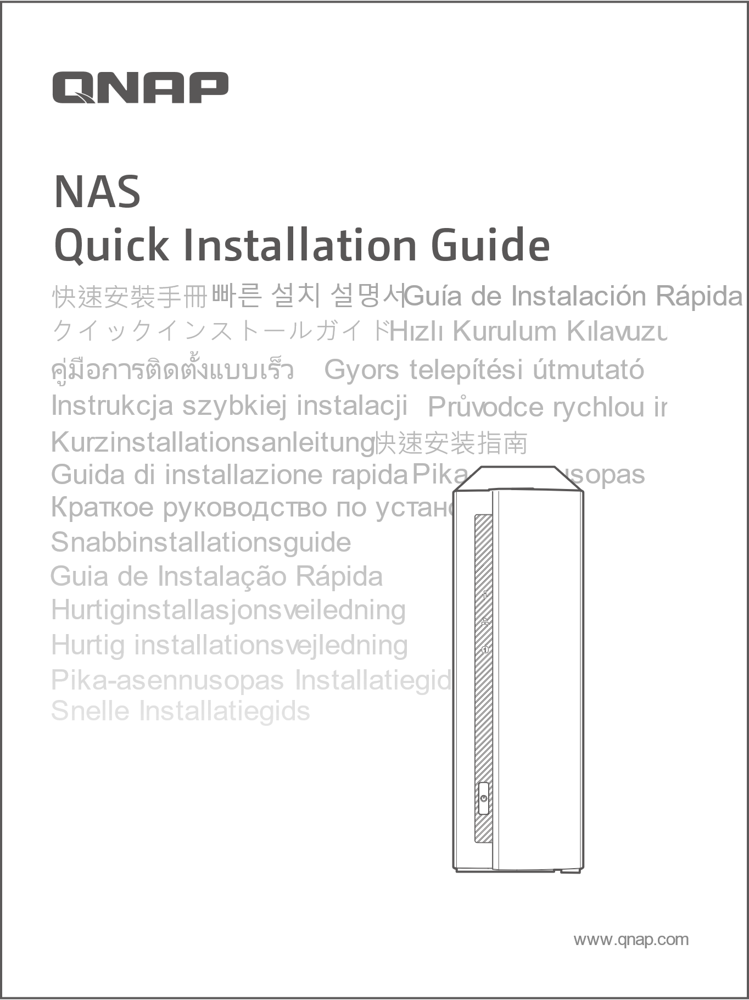 QNAP
NAS
Quick Installation Guide
快速安裝手冊 빠른 설치 설명서 Guía de Instalación Rápida
クイックインストールガイド Hızlı Kurulum Kılavuzu
คู่มือการติดตั้งแบบเร็ว Gyors telepítési útmutató
Instrukcja szybkiej instalacji Průvodce rychlou
Kurzinstallationsanleitung 快速安装指南
Guida di installazione rapida
Краткое руководство по
Snabbinstallationsguide
Guia de Instalação Rápida
Hurtiginstallasjonsveiledning
Hurtig installationsvejledning
Pika-asennusopas Installatiegid
Snelle Installatiegids
www.qnap.com